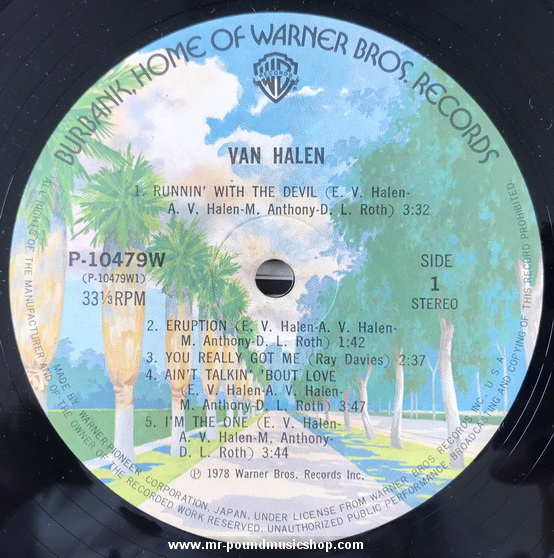 BURBANK, HOME OF WARNER BROS. RECORDS
WB
RECORDS
VAN HALEN
1. RUNNIN' WITH THE DEVIL (E. V. Halen-
A. V. Halen-M. Anthony-D. L. Roth) 3:32
P-10479W
(P-10479W1)
33⅓RPM
SIDE
1
STEREO
2. ERUPTION (E. V. Halen-A. V. Halen-
M. Anthony-D. L. Roth) 1:42
3. YOU REALLY GOT ME (Ray Davies) 2:37
4. AIN'T TALKIN' 'BOUT LOVE
(E. V. Halen-A. V. Halen-
M. Anthony-D. L. Roth) 3:47
5. I'M THE ONE (E. V. Halen-
A. V. Halen-M. Anthony-
D. L. Roth) 3:44
Ⓟ 1978 Warner Bros. Records Inc.
MADE BY WARNER-PIONEER CORPORATION, JAPAN, UNDER LICENSE FROM WARNER BROS RECORDS INC., U.S.A.
ALL RIGHTS OF THE MANUFACTURER AND OF THE OWNER OF THE RECORDED WORK RESERVED. UNAUTHORIZED PUBLIC PERFORMANCE, BROADCASTING AND COPYING OF THIS RECORD PROHIBITED.
www.mr-poundmusicshop.com